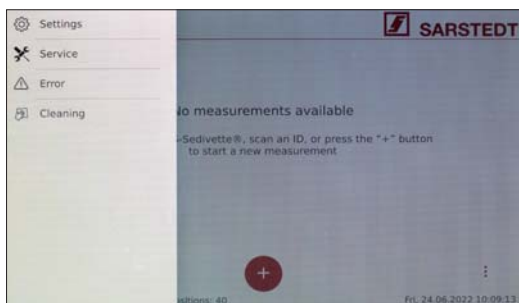 Settings
SARSTEDT
Service
Error
Cleaning
No measurements available
-Sedivette®, scan an ID, or press the "+" button
to start a new measurement
+
sitions: 40
Fri, 24.06.2022 10:09:13